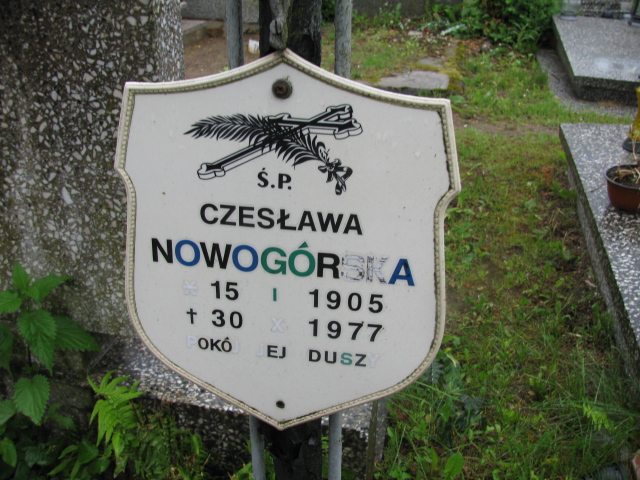 Ś.P.
CZESŁAWA
NOWOGÓRSKA
* 15 I 1905
† 30 X 1977
POKÓJ JEJ DUSZY